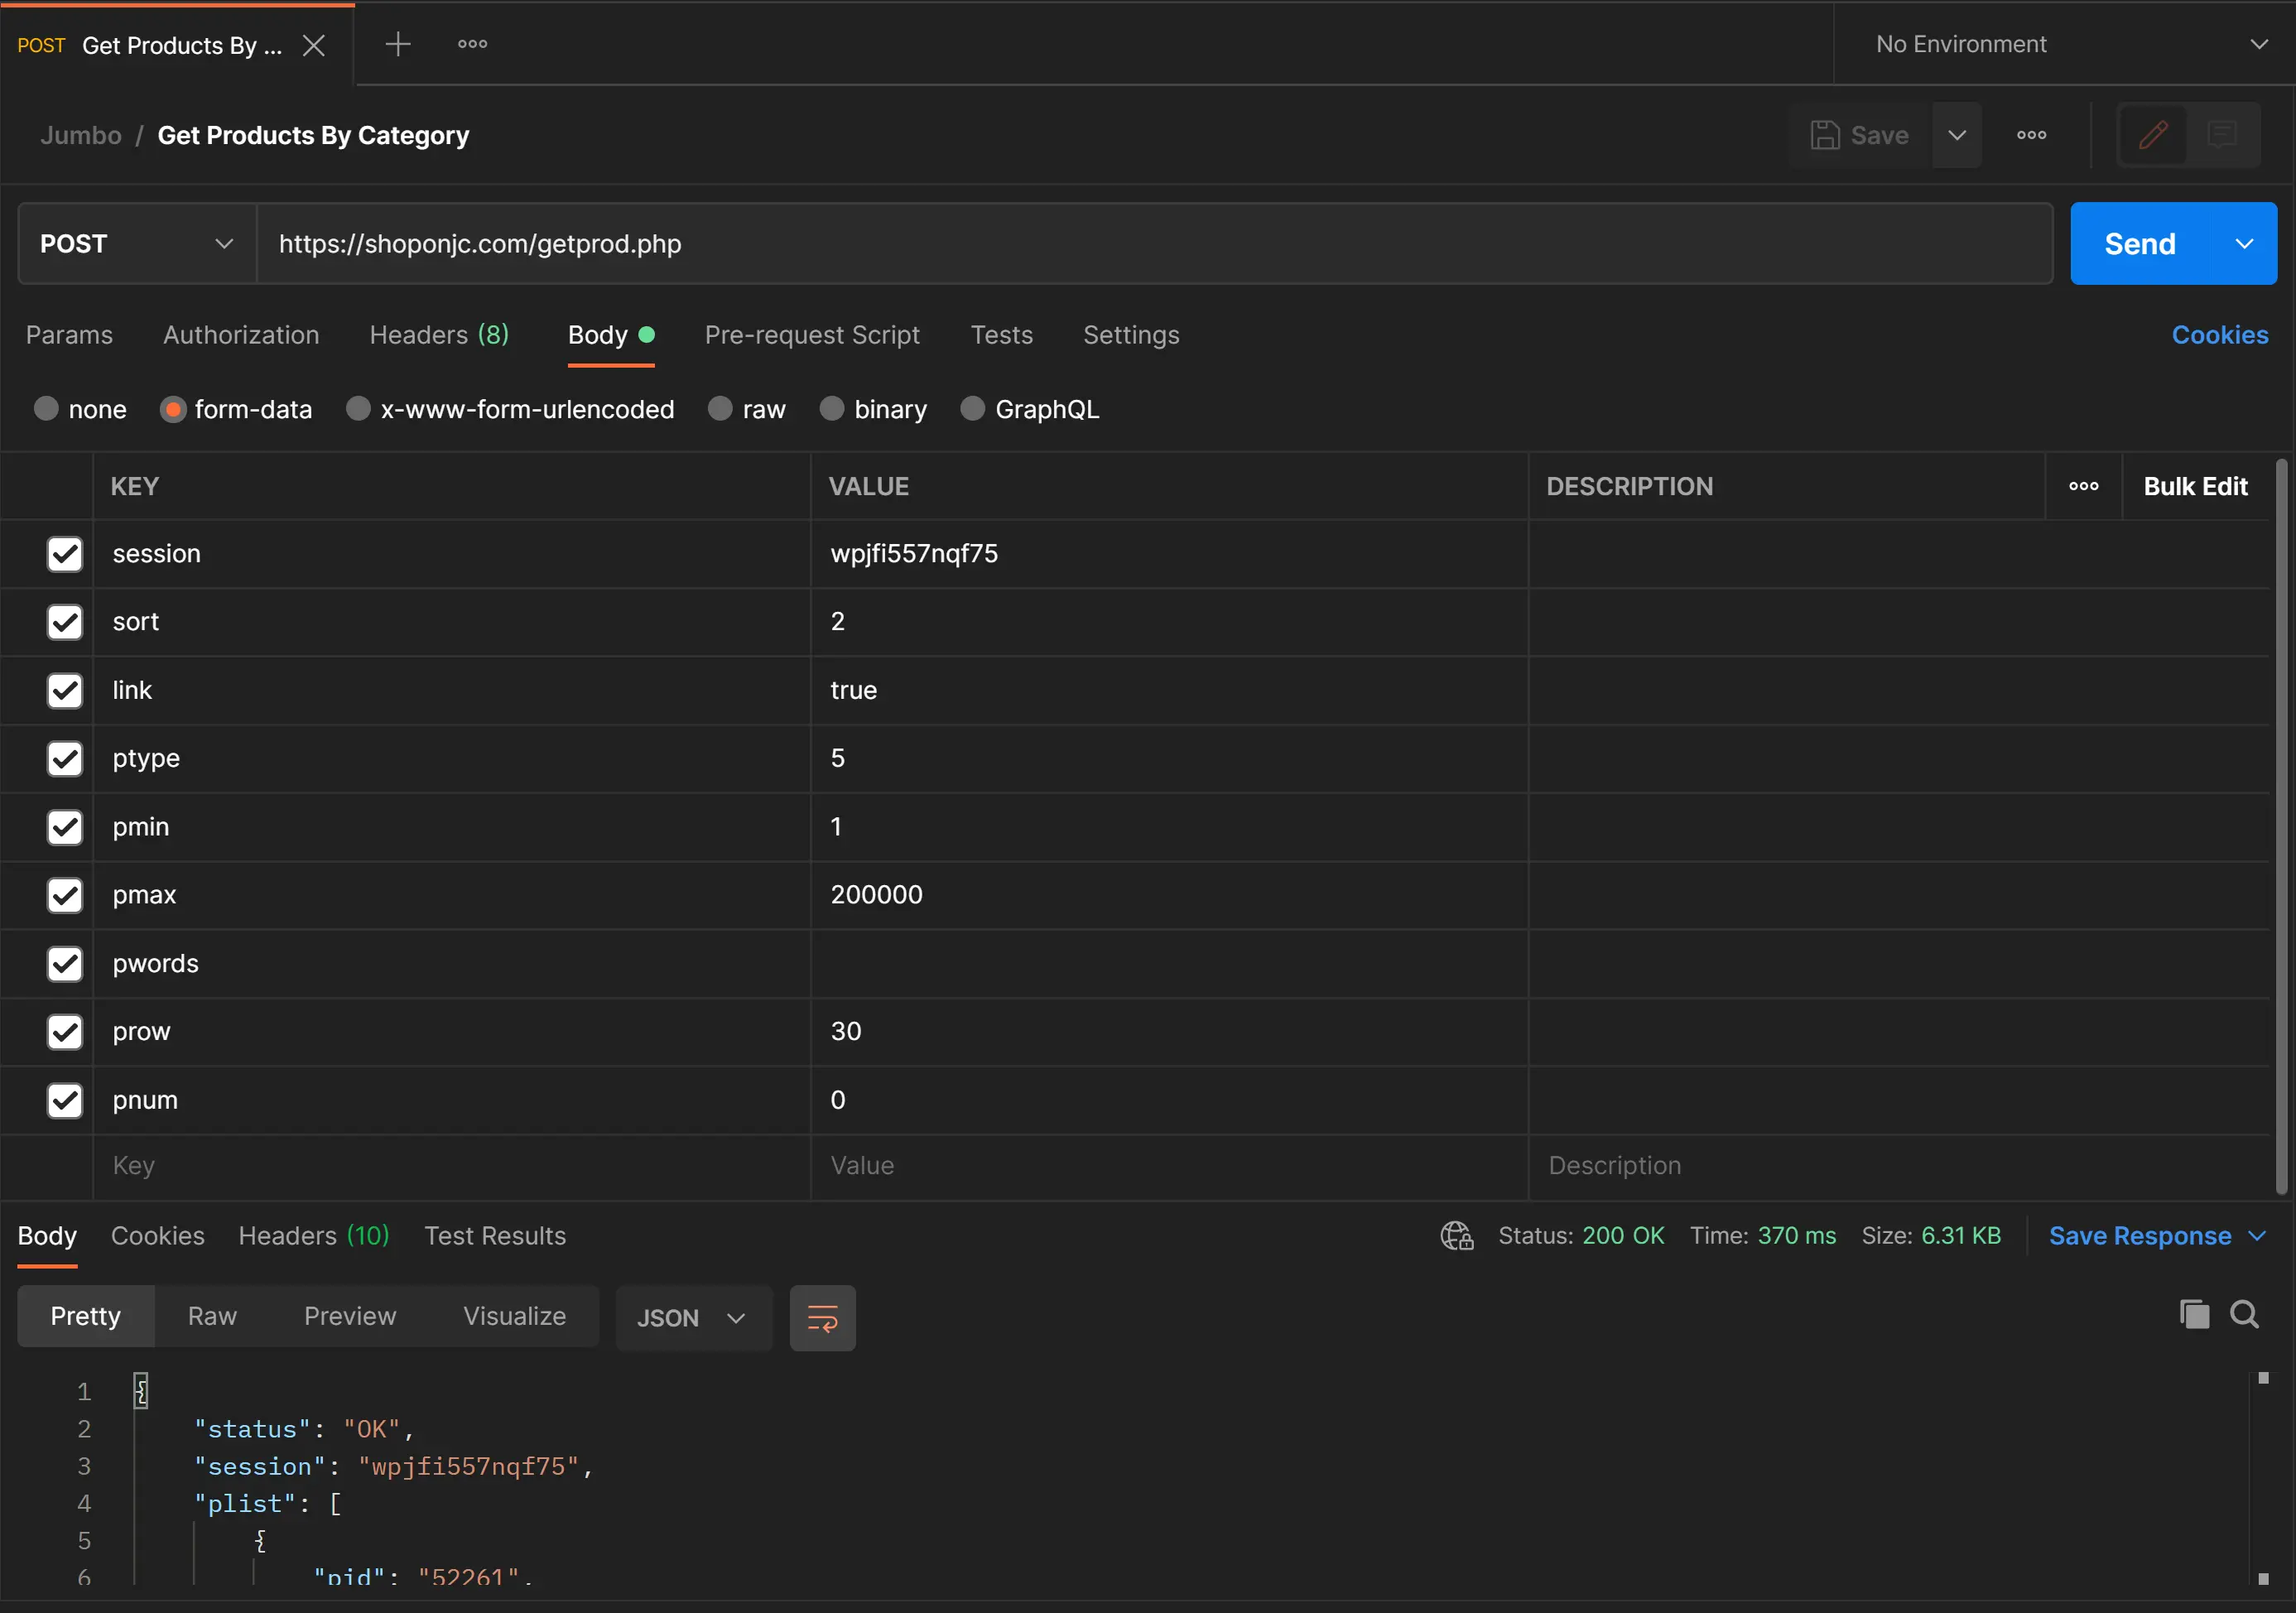 POST Get Products By ... No Environment
Jumbo / Get Products By Category Save
POST https://shoponjc.com/getprod.php Send
Params Authorization Headers (8) Body Pre-request Script Tests Settings Cookies
none form-data x-www-form-urlencoded raw binary GraphQL
KEY VALUE DESCRIPTION Bulk Edit
session wpjfi557nqf75
sort 2
link true
ptype 5
pmin 1
pmax 200000
pwords
prow 30
pnum 0
Key Value Description
Body Cookies Headers (10) Test Results Status: 200 OK Time: 370 ms Size: 6.31 KB Save Response
Pretty Raw Preview Visualize JSON
1 {
2 "status": "OK",
3 "session": "wpjfi557nqf75",
4 "plist": [
5 {
6 "pid": "52261",